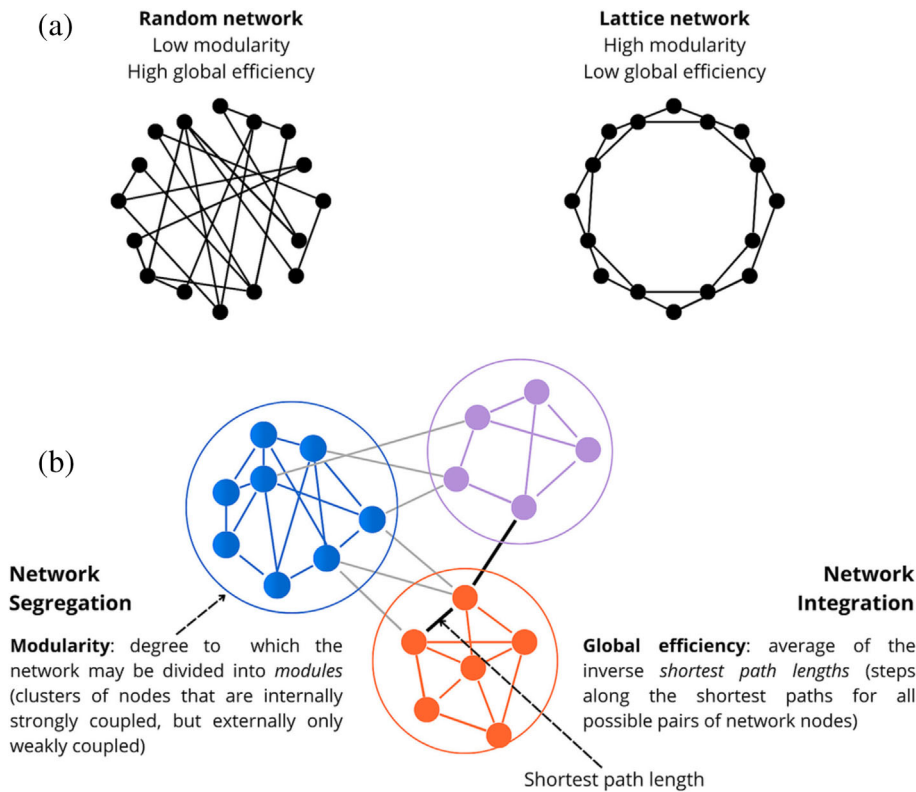 (a)
Random network
Low modularity
High global efficiency
Lattice network
High modularity
Low global efficiency
(b)
Network
Segregation
Modularity: degree to which the
network may be divided into modules
(clusters of nodes that are internally
strongly coupled, but externally only
weakly coupled)
Network
Integration
Global efficiency: average of the
inverse shortest path lengths (steps
along the shortest paths for all
possible pairs of network nodes)
Shortest path length